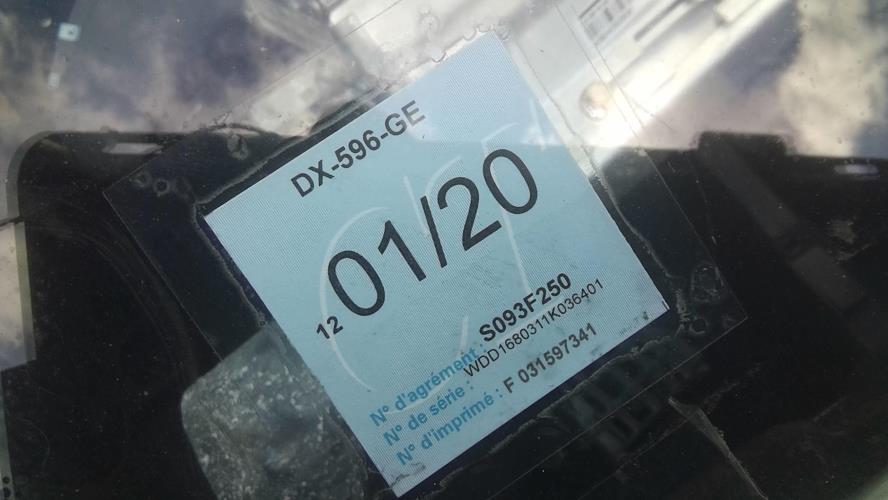 DX-596-GE
12 01/20
N° d'agrément : S093F250
N° de série : WDD1680311K036401
N° d'imprimé : F 031597341